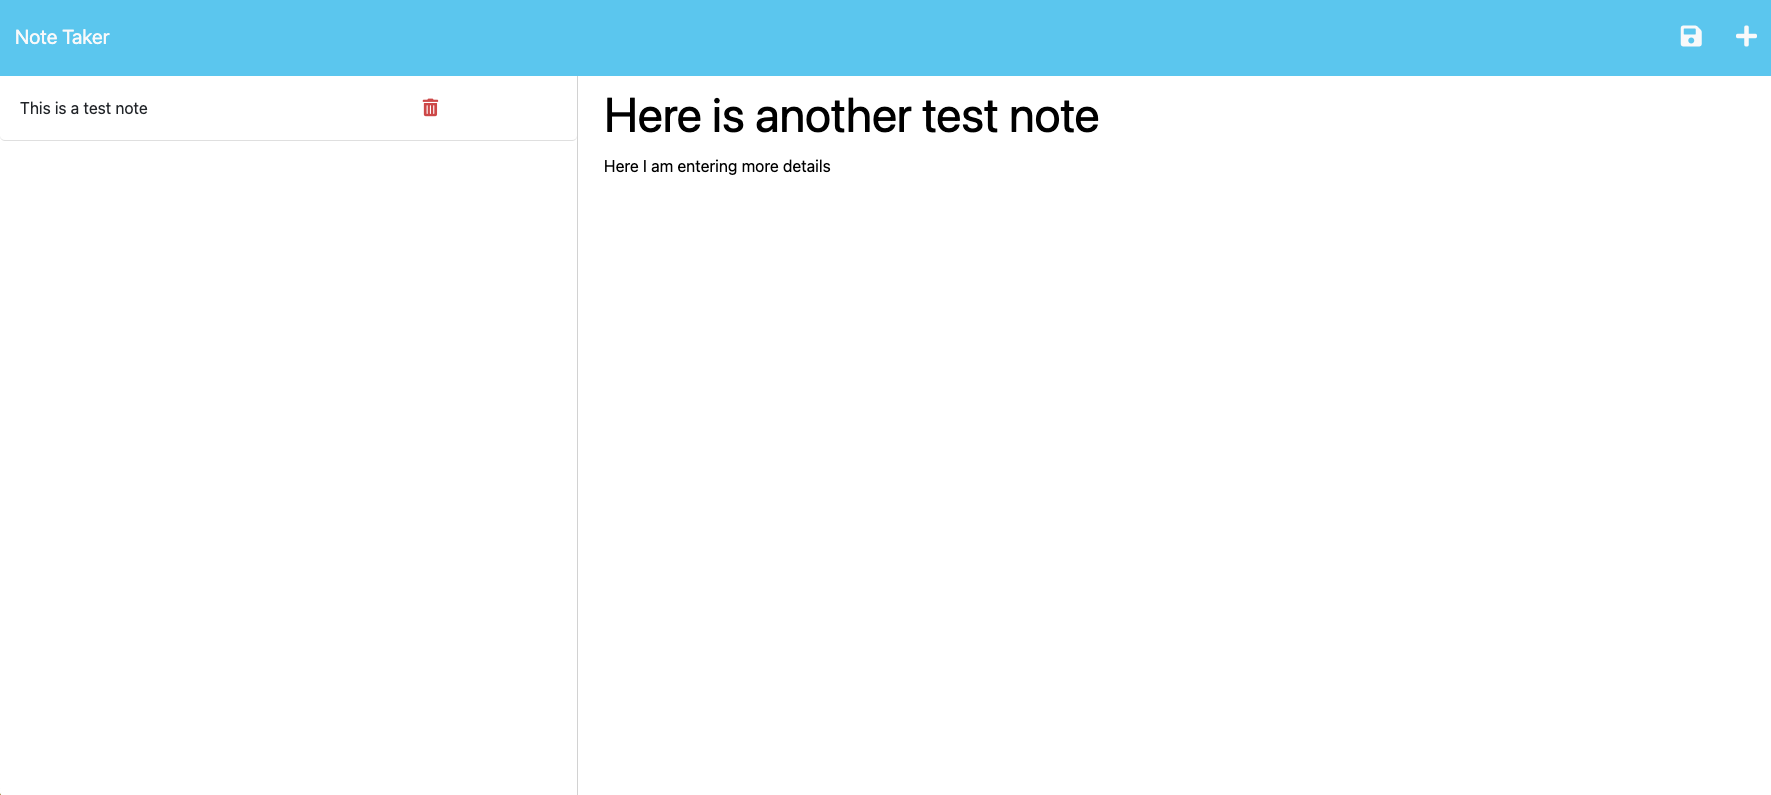 Note Taker
This is a test note
Here is another test note
Here I am entering more details